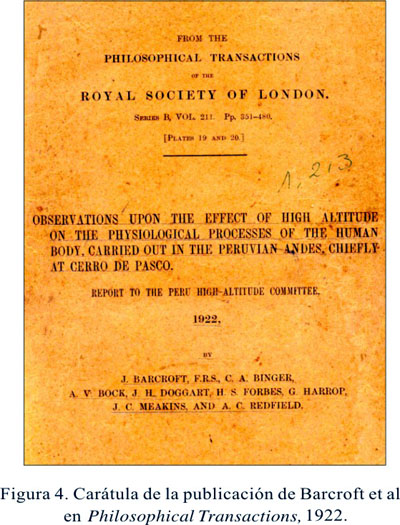 FROM THE
PHILOSOPHICAL TRANSACTIONS
OF THE
ROYAL SOCIETY OF LONDON.
SERIES B, VOL. 211. Pp. 351-480.
[PLATES 19 AND 20.]
1, 2, 3
OBSERVATIONS UPON THE EFFECT OF HIGH ALTITUDE
ON THE PHYSIOLOGICAL PROCESSES OF THE HUMAN
BODY, CARRIED OUT IN THE PERUVIAN ANDES, CHIEFLY
AT CERRO DE PASCO.
REPORT TO THE PERU HIGH-ALTITUDE COMMITTEE.
1922.
BY
J. BARCROFT, F.R.S., C. A. BINGER,
A. V. BOCK, J. H. DOGGART, H. S. FORBES, G. HARROP,
J. C. MEAKINS, AND A. C. REDFIELD.
Figura 4. Carátula de la publicación de Barcroft et al
en Philosophical Transactions, 1922.